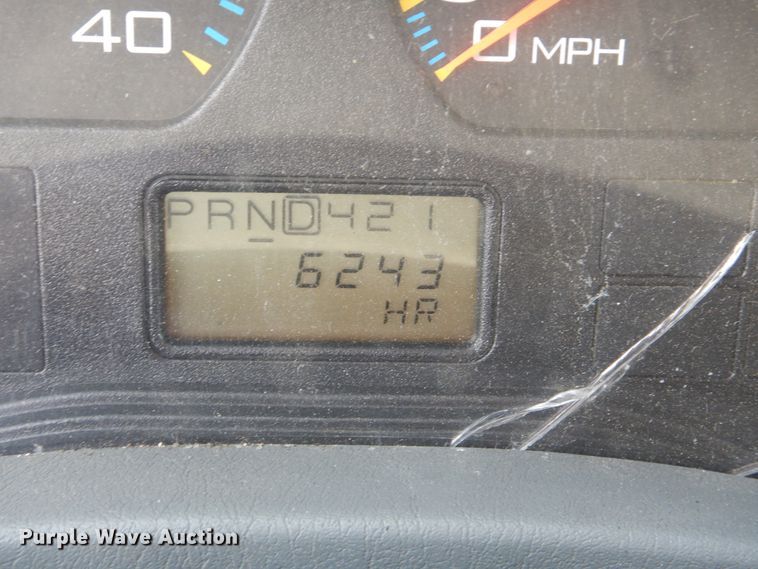 40
0 MPH
PRND421
6243
HR
Purple Wave Auction